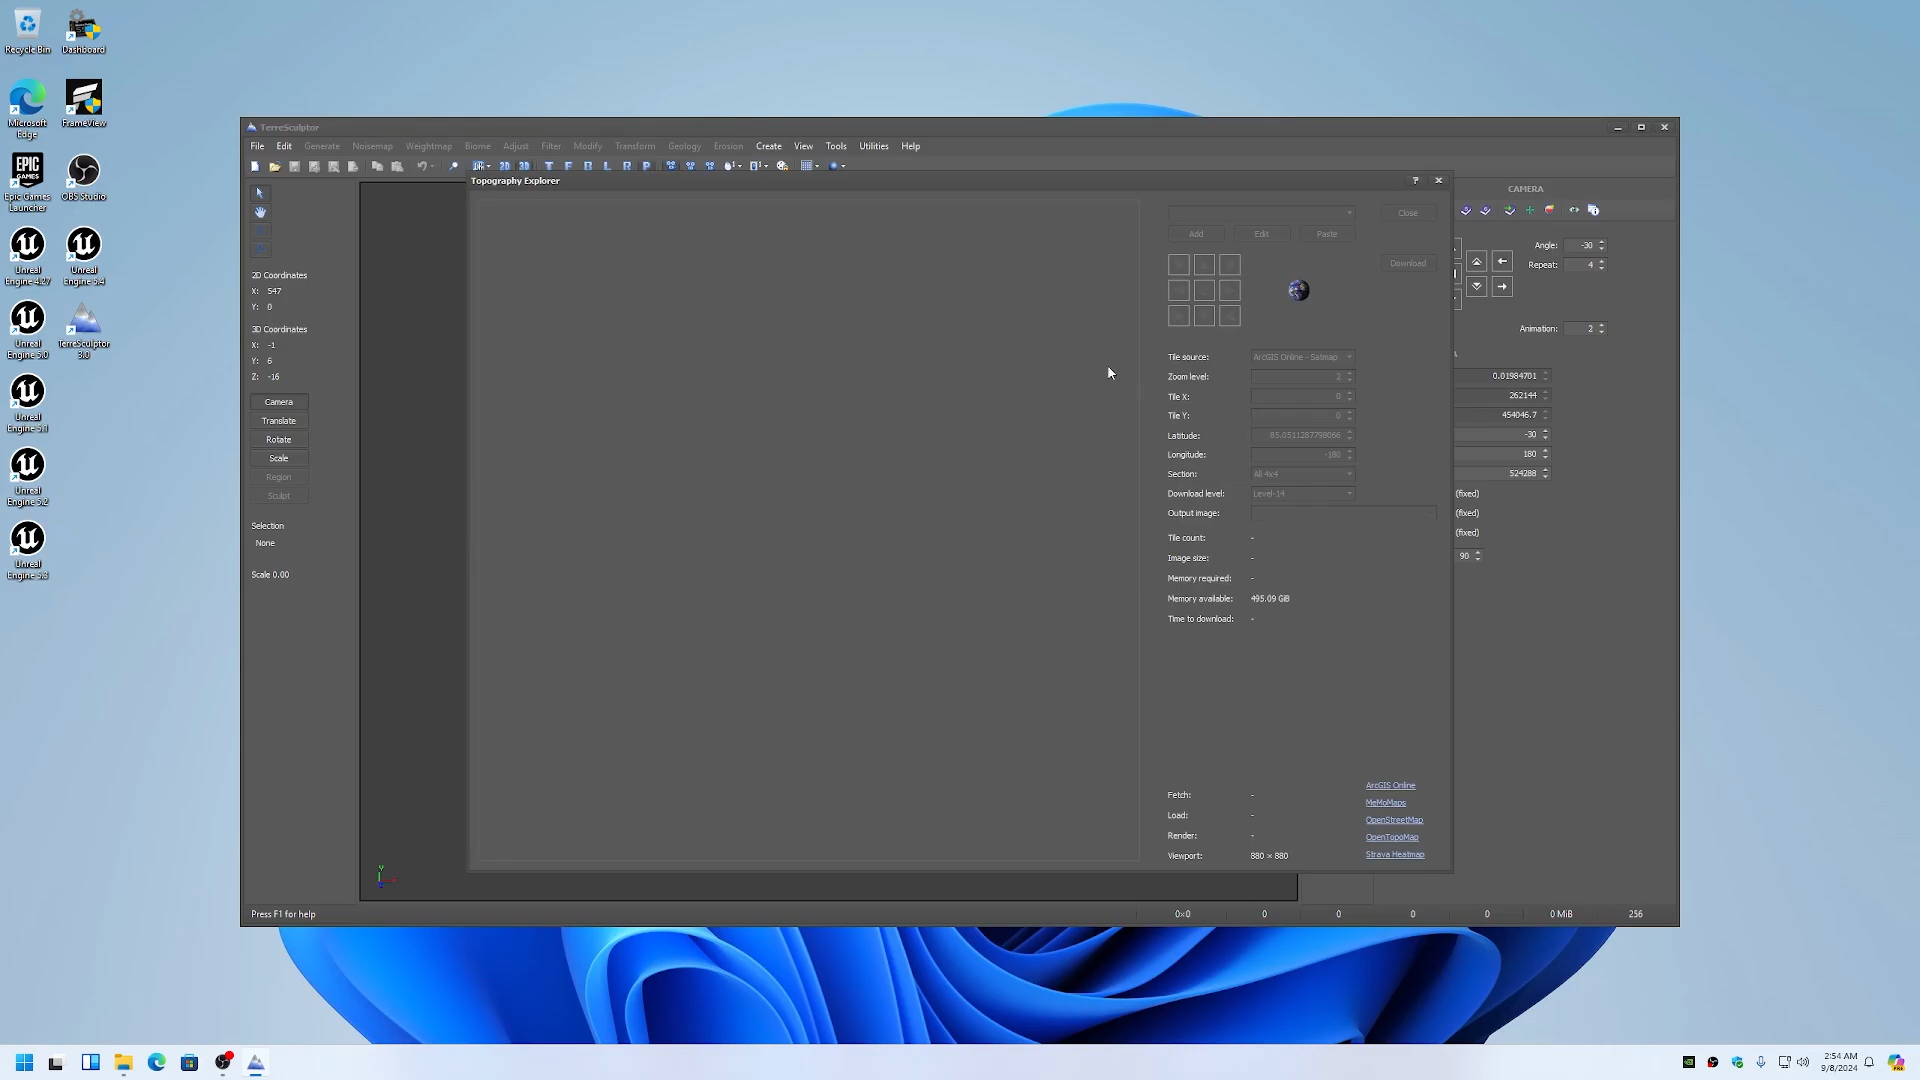 Recycle Bin
Dashboard
Microsoft Edge
FrameView
EPIC GAMES
Epic Games Launcher
OBS Studio
Unreal Engine 4.27
Unreal Engine 5.4
Unreal Engine 5.0
TerreSculptor 3.0
Unreal Engine 5.1
Unreal Engine 5.2
Unreal Engine 5.3
TerreSculptor
File Edit Generate Noisemap Weightmap Biome Adjust Filter Modify Transform Geology Erosion Create View Tools Utilities Help
2D 3D T F B L R P
2D Coordinates
X: 547
Y: 0
3D Coordinates
X: -1
Y: 6
Z: -16
Camera
Translate
Rotate
Scale
Region
Sculpt
Selection
None
Scale 0.00
Topography Explorer
Close
Add Edit Paste
Download
Tile source: ArcGIS Online - Satmap
Zoom level: 2
Tile X: 0
Tile Y: 0
Latitude: 85.0511287798066
Longitude: -180
Section: All 4x4
Download level: Level-14
Output image:
Tile count: -
Image size: -
Memory required: -
Memory available: 495.09 GiB
Time to download: -
Fetch: -
Load: -
Render: -
Viewport: 880 × 880
ArcGIS Online
MeMoMaps
OpenStreetMap
OpenTopoMap
Strava Heatmap
CAMERA
Angle: -30
Repeat: 4
Animation: 2
0.01984701
262144
454046.7
-30
180
524288
(fixed)
(fixed)
(fixed)
90
Y
Press F1 for help
0×0 0 0 0 0 0 MiB 256
2:54 AM
9/8/2024